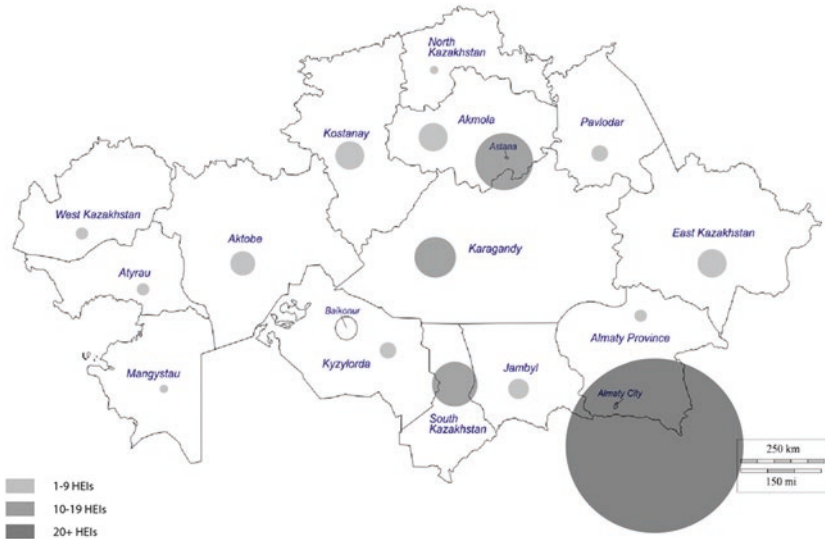 North
Kazakhstan
Akmola
Kostanay
Pavlodar
Astana
West Kazakhstan
Aktobe
Karagandy
East Kazakhstan
Atyrau
Baikonur
Kyzylorda
Jambyl
Almaty Province
Mangystau
Almaty City
South
Kazakhstan
250 km
150 mi
1-9 HEIs
10-19 HEIs
20+ HEIs